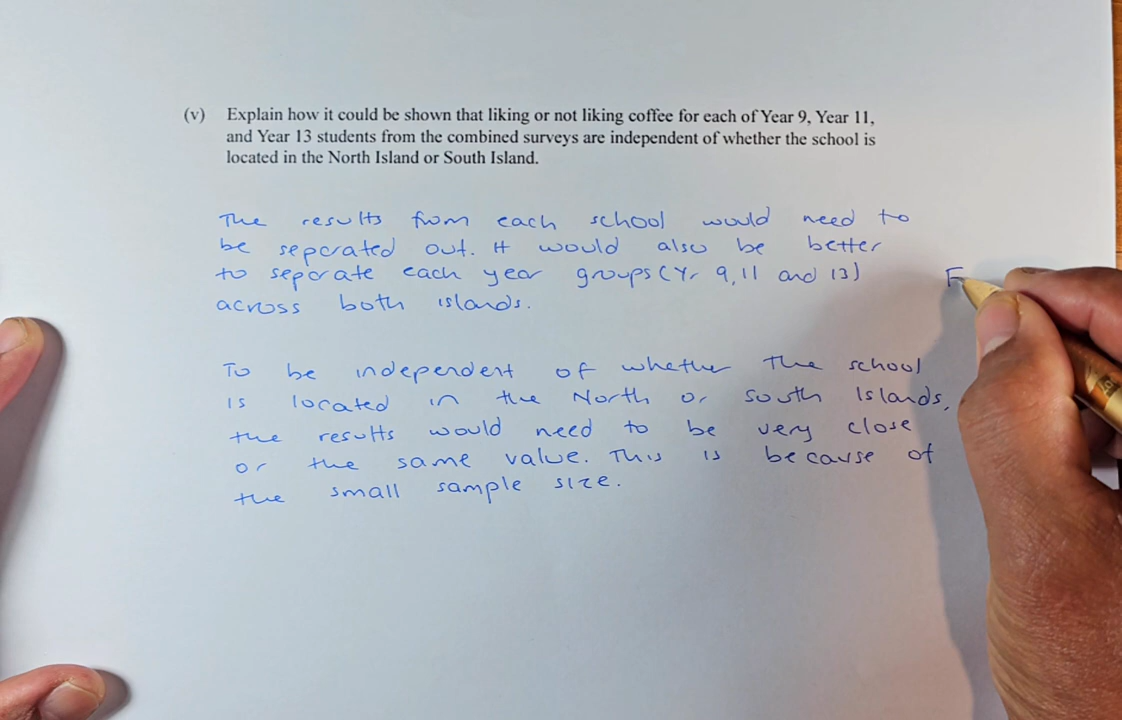 (v) Explain how it could be shown that liking or not liking coffee for each of Year 9, Year 11,
and Year 13 students from the combined surveys are independent of whether the school is
located in the North Island or South Island.
The results from each school would need to
be seperated out. It would also be better
to seperate each year groups (Yr 9, 11 and 13)
across both islands.
F
To be independent of whether the school
is located in the North or south Islands,
the results would need to be very close
or the same value. This is because of
the small sample size.